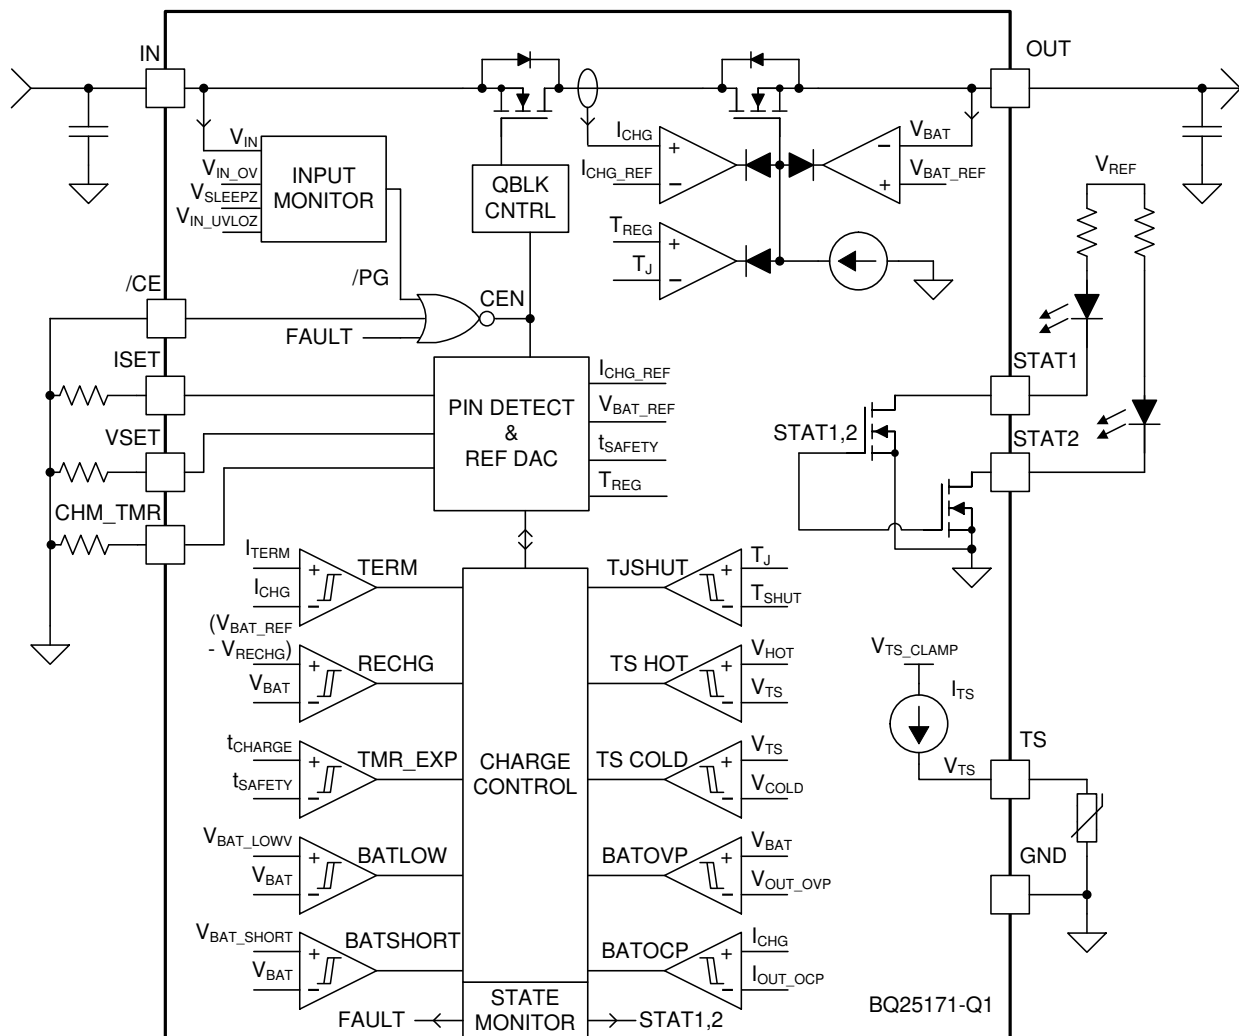 IN
OUT
V_IN
V_IN_OV
V_SLEEPZ
V_IN_UVLOZ
INPUT
MONITOR
QBLK
CNTRL
I_CHG
+
I_CHG_REF
−
V_BAT
−
V_BAT_REF
+
T_REG
+
T_J
−
V_REF
/PG
/CE
CEN
FAULT
ISET
VSET
CHM_TMR
PIN DETECT
&
REF DAC
I_CHG_REF
V_BAT_REF
t_SAFETY
T_REG
STAT1
STAT1,2
STAT2
I_TERM
+
I_CHG
−
TERM
(V_BAT_REF
- V_RECHG)
+
V_BAT
−
RECHG
t_CHARGE
+
t_SAFETY
−
TMR_EXP
V_BAT_LOWV
+
V_BAT
−
BATLOW
V_BAT_SHORT
+
V_BAT
−
BATSHORT
CHARGE
CONTROL
TJSHUT
+
T_J
−
T_SHUT
TS HOT
+
V_HOT
−
V_TS
TS COLD
+
V_TS
−
V_COLD
BATOVP
+
V_BAT
−
V_OUT_OVP
BATOCP
+
I_CHG
−
I_OUT_OCP
V_TS_CLAMP
I_TS
V_TS
TS
GND
FAULT
STATE
MONITOR
STAT1,2
BQ25171-Q1